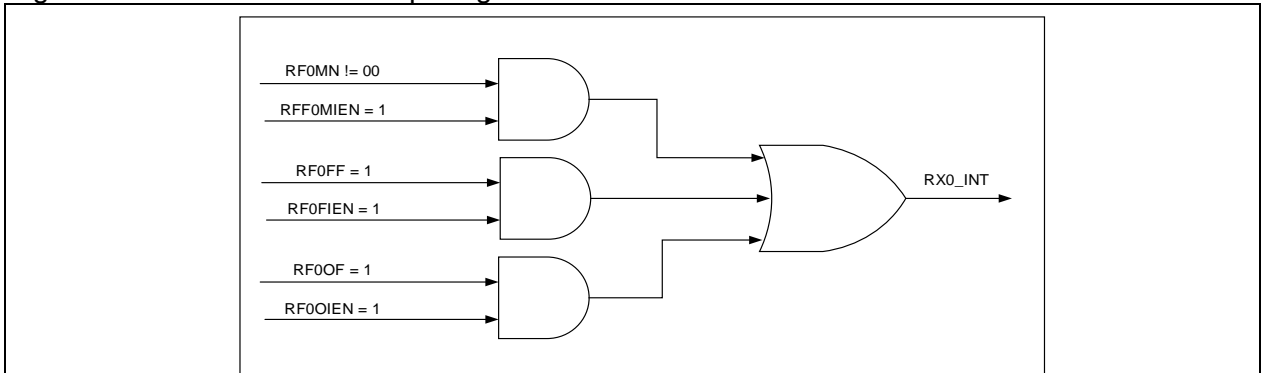 RF0MN != 00
RFF0MIEN = 1
RF0FF = 1
RF0FIEN = 1
RF0OF = 1
RF0OIEN = 1
RX0_INT